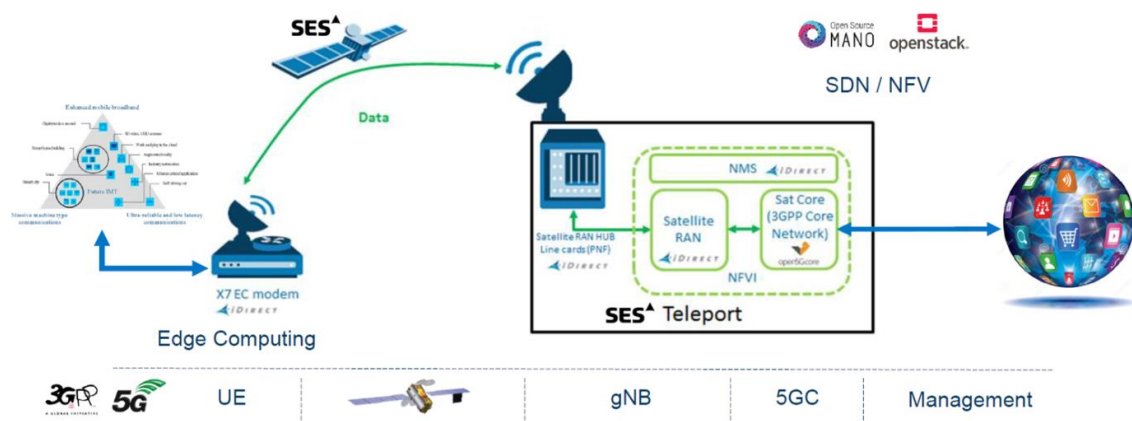 SES
Open Source
MANO
openstack.
SDN / NFV
Data
Enhanced mobile broadband
Future IMT
Massive machine type
communications
Ultra-reliable and low latency
communications
NMS iDIRECT
Satellite
RAN
iDIRECT
Sat Core
(3GPP Core
Network)
open5Gcore
NFVI
Satellite RAN HUB
Line cards (PNF)
iDIRECT
SES Teleport
X7 EC modem
iDIRECT
Edge Computing
3GPP
A GLOBAL INITIATIVE
5G
UE
gNB
5GC
Management